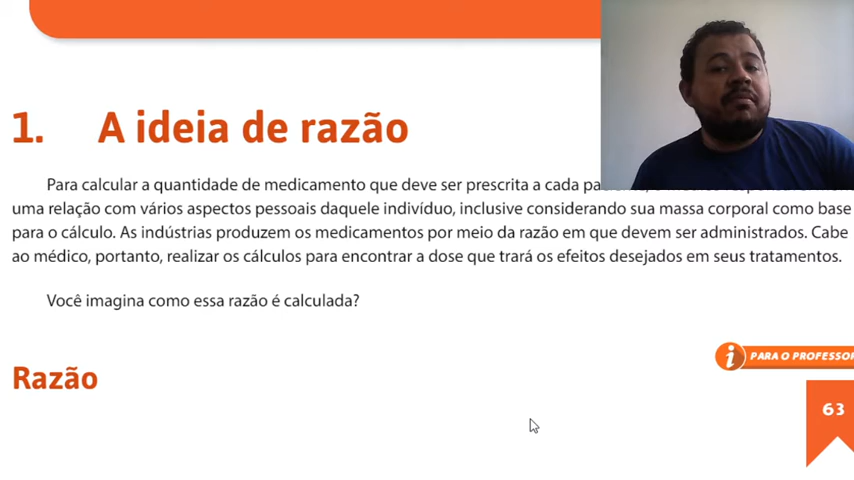 1. A ideia de razão
Para calcular a quantidade de medicamento que deve ser prescrita a cada
uma relação com vários aspectos pessoais daquele indivíduo, inclusive considerando sua massa corporal como base
para o cálculo. As indústrias produzem os medicamentos por meio da razão em que devem ser administrados. Cabe
ao médico, portanto, realizar os cálculos para encontrar a dose que trará os efeitos desejados em seus tratamentos.
Você imagina como essa razão é calculada?
i PARA O PROFESSOR
Razão
63